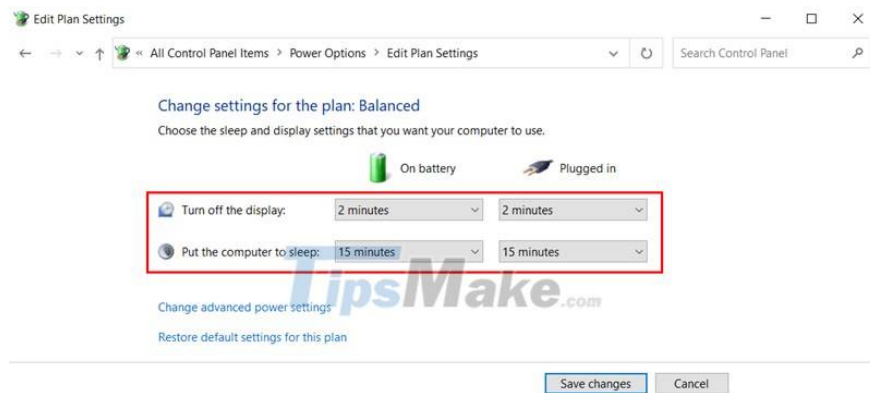 Edit Plan Settings
« All Control Panel Items > Power Options > Edit Plan Settings
Search Control Panel
Change settings for the plan: Balanced
Choose the sleep and display settings that you want your computer to use.
On battery Plugged in
Turn off the display: 2 minutes 2 minutes
Put the computer to sleep: 15 minutes 15 minutes
TipsMake.com
Change advanced power settings
Restore default settings for this plan
Save changes Cancel